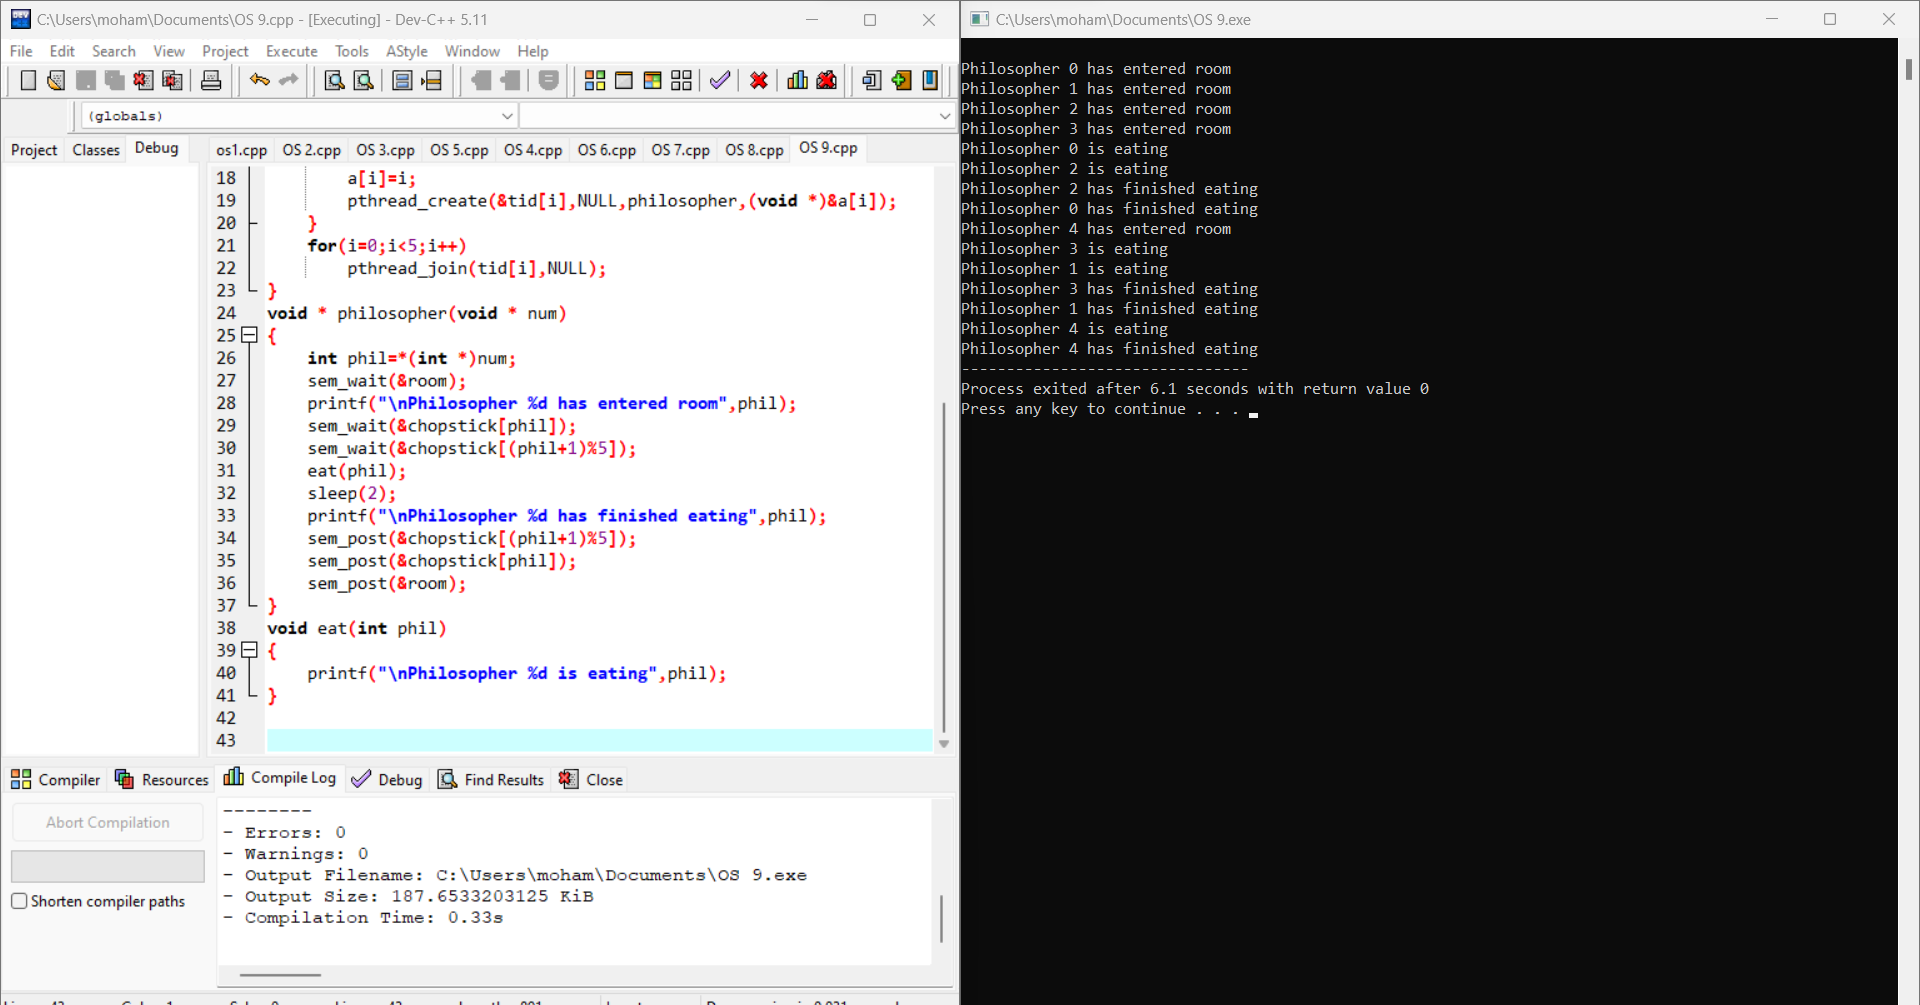 C:\Users\moham\Documents\OS 9.cpp - [Executing] - Dev-C++ 5.11
File Edit Search View Project Execute Tools AStyle Window Help
(globals)
Project Classes Debug
os1.cpp OS 2.cpp OS 3.cpp OS 5.cpp OS 4.cpp OS 6.cpp OS 7.cpp OS 8.cpp OS 9.cpp
18 a[i]=i;
19 pthread_create(&tid[i],NULL,philosopher,(void *)&a[i]);
20 }
21 for(i=0;i<5;i++)
22 pthread_join(tid[i],NULL);
23 }
24 void * philosopher(void * num)
25 {
26 int phil=*(int *)num;
27 sem_wait(&room);
28 printf("\nPhilosopher %d has entered room",phil);
29 sem_wait(&chopstick[phil]);
30 sem_wait(&chopstick[(phil+1)%5]);
31 eat(phil);
32 sleep(2);
33 printf("\nPhilosopher %d has finished eating",phil);
34 sem_post(&chopstick[(phil+1)%5]);
35 sem_post(&chopstick[phil]);
36 sem_post(&room);
37 }
38 void eat(int phil)
39 {
40 printf("\nPhilosopher %d is eating",phil);
41 }
42
43
Compiler Resources Compile Log Debug Find Results Close
Abort Compilation
Shorten compiler paths
--------
- Errors: 0
- Warnings: 0
- Output Filename: C:\Users\moham\Documents\OS 9.exe
- Output Size: 187.6533203125 KiB
- Compilation Time: 0.33s
C:\Users\moham\Documents\OS 9.exe
Philosopher 0 has entered room
Philosopher 1 has entered room
Philosopher 2 has entered room
Philosopher 3 has entered room
Philosopher 0 is eating
Philosopher 2 is eating
Philosopher 2 has finished eating
Philosopher 0 has finished eating
Philosopher 4 has entered room
Philosopher 3 is eating
Philosopher 1 is eating
Philosopher 3 has finished eating
Philosopher 1 has finished eating
Philosopher 4 is eating
Philosopher 4 has finished eating
--------------------------------
Process exited after 6.1 seconds with return value 0
Press any key to continue . . .